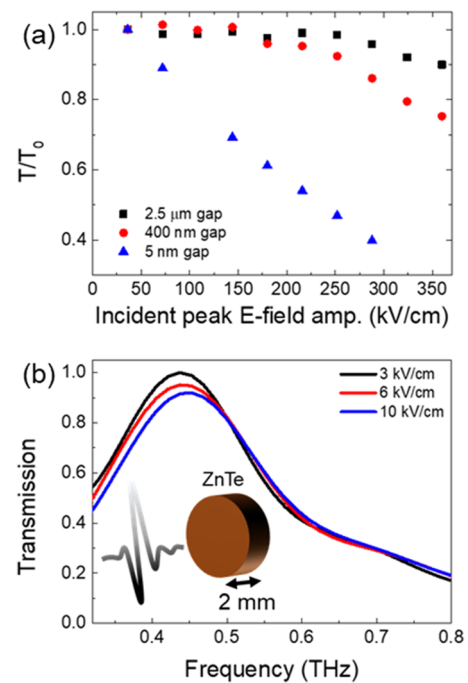 (a)
1.0
0.8
0.6
0.4
T/T0
2.5 μm gap
400 nm gap
5 nm gap
0 50 100 150 200 250 300 350
Incident peak E-field amp. (kV/cm)
(b)
1.0
0.8
0.6
0.4
0.2
0.0
Transmission
3 kV/cm
6 kV/cm
10 kV/cm
ZnTe
2 mm
0.4 0.5 0.6 0.7 0.8
Frequency (THz)